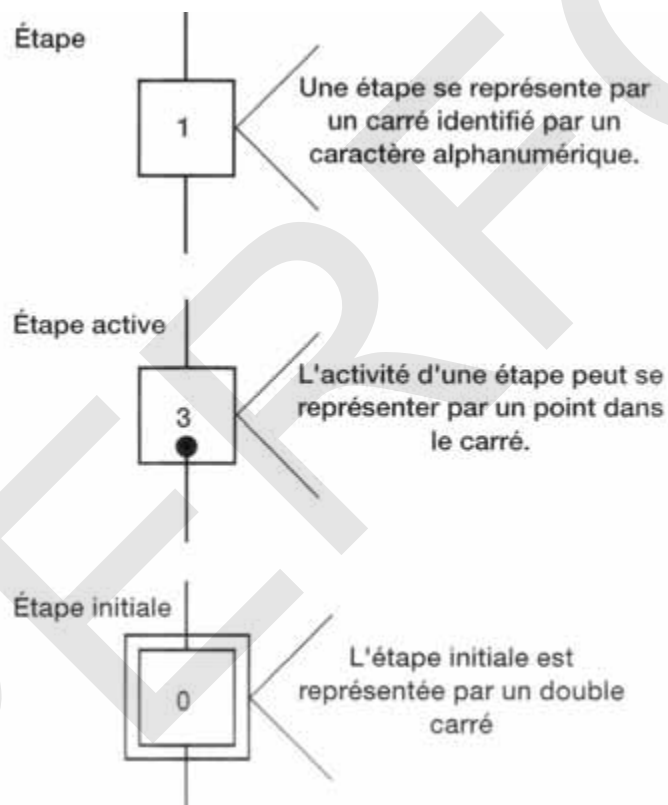 Étape
1
Une étape se représente par
un carré identifié par un
caractère alphanumérique.
Étape active
3
L'activité d'une étape peut se
représenter par un point dans
le carré.
Étape initiale
0
L'étape initiale est
représentée par un double
carré